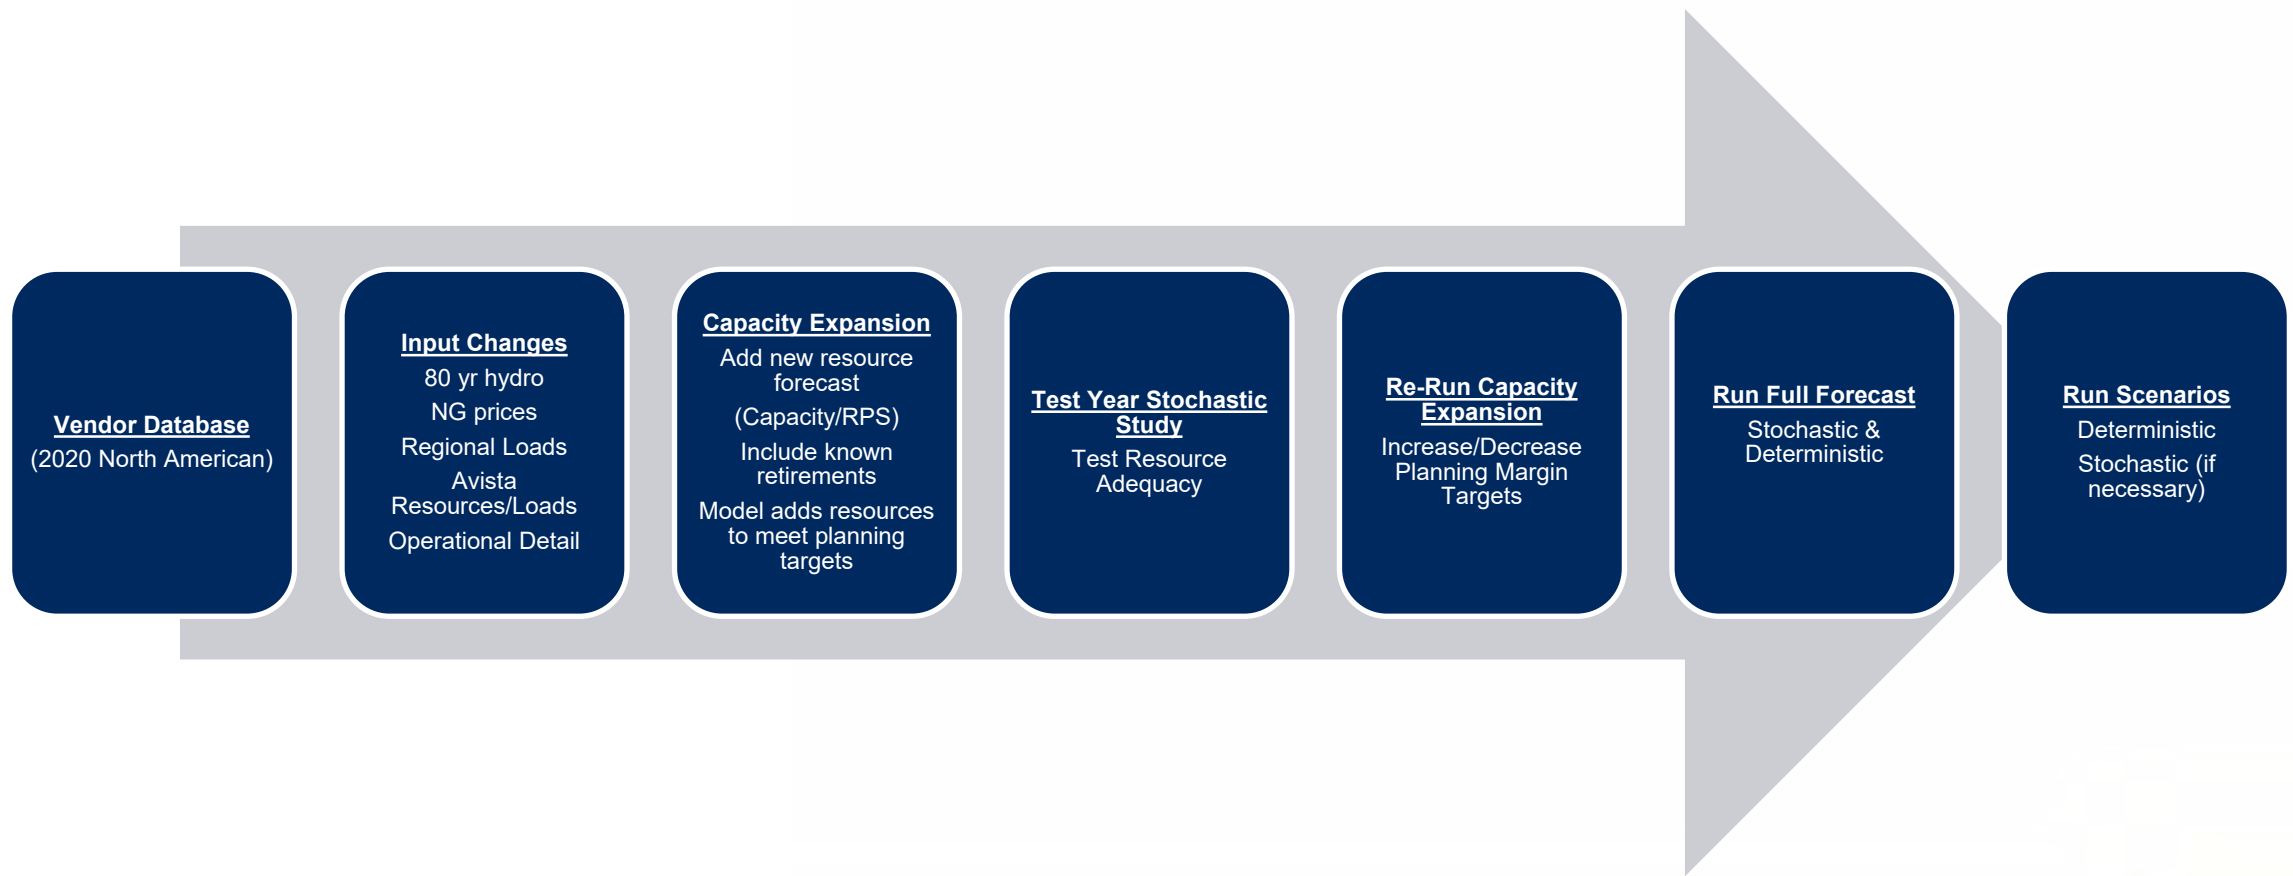 Vendor Database
(2020 North American)
Input Changes
80 yr hydro
NG prices
Regional Loads
Avista
Resources/Loads
Operational Detail
Capacity Expansion
Add new resource
forecast
(Capacity/RPS)
Include known
retirements
Model adds resources
to meet planning
targets
Test Year Stochastic
Study
Test Resource
Adequacy
Re-Run Capacity
Expansion
Increase/Decrease
Planning Margin
Targets
Run Full Forecast
Stochastic &
Deterministic
Run Scenarios
Deterministic
Stochastic (if
necessary)